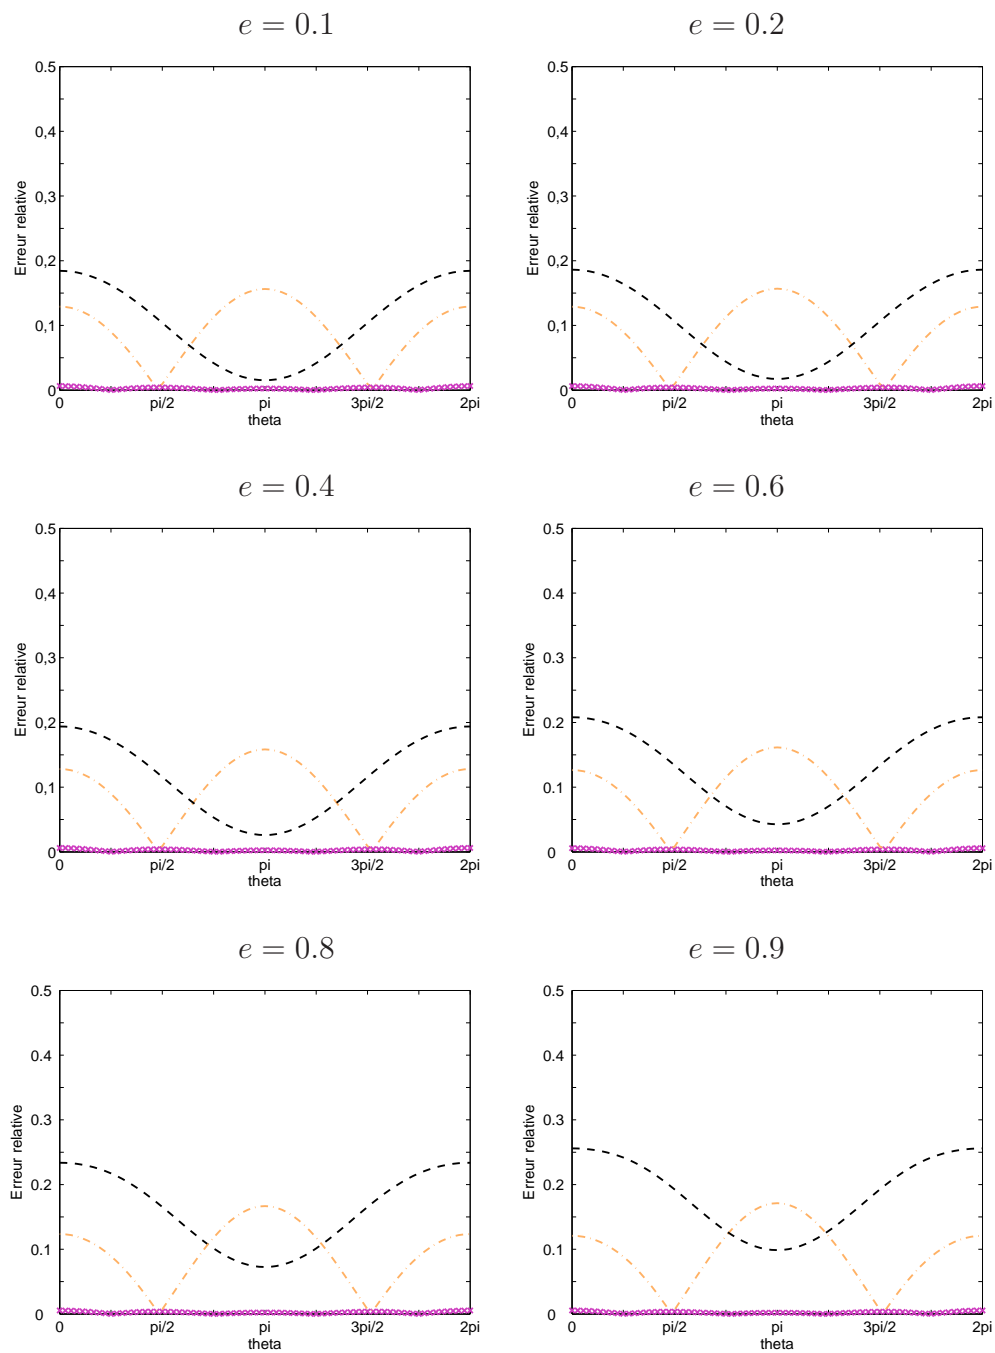 e = 0.1
0.5
0,4
0,3
0,2
0,1
0
Erreur relative
0
pi/2
pi
3pi/2
2pi
theta
e = 0.2
0.5
0,4
0,3
0,2
0,1
0
Erreur relative
0
pi/2
pi
3pi/2
2pi
theta
e = 0.4
0.5
0,4
0,3
0,2
0,1
0
Erreur relative
0
pi/2
pi
3pi/2
2pi
theta
e = 0.6
0.5
0,4
0,3
0,2
0,1
0
Erreur relative
0
pi/2
pi
3pi/2
2pi
theta
e = 0.8
0.5
0.4
0.3
0.2
0.1
0
Erreur relative
0
pi/2
pi
3pi/2
2pi
theta
e = 0.9
0.5
0.4
0.3
0.2
0.1
0
Erreur relative
0
pi/2
pi
3pi/2
2pi
theta